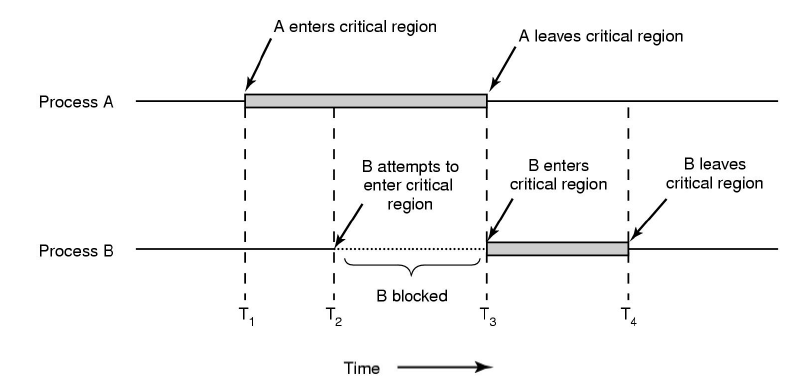 A enters critical region
A leaves critical region
Process A
B attempts to
enter critical
region
B enters
critical region
B leaves
critical region
Process B
B blocked
T1
T2
T3
T4
Time